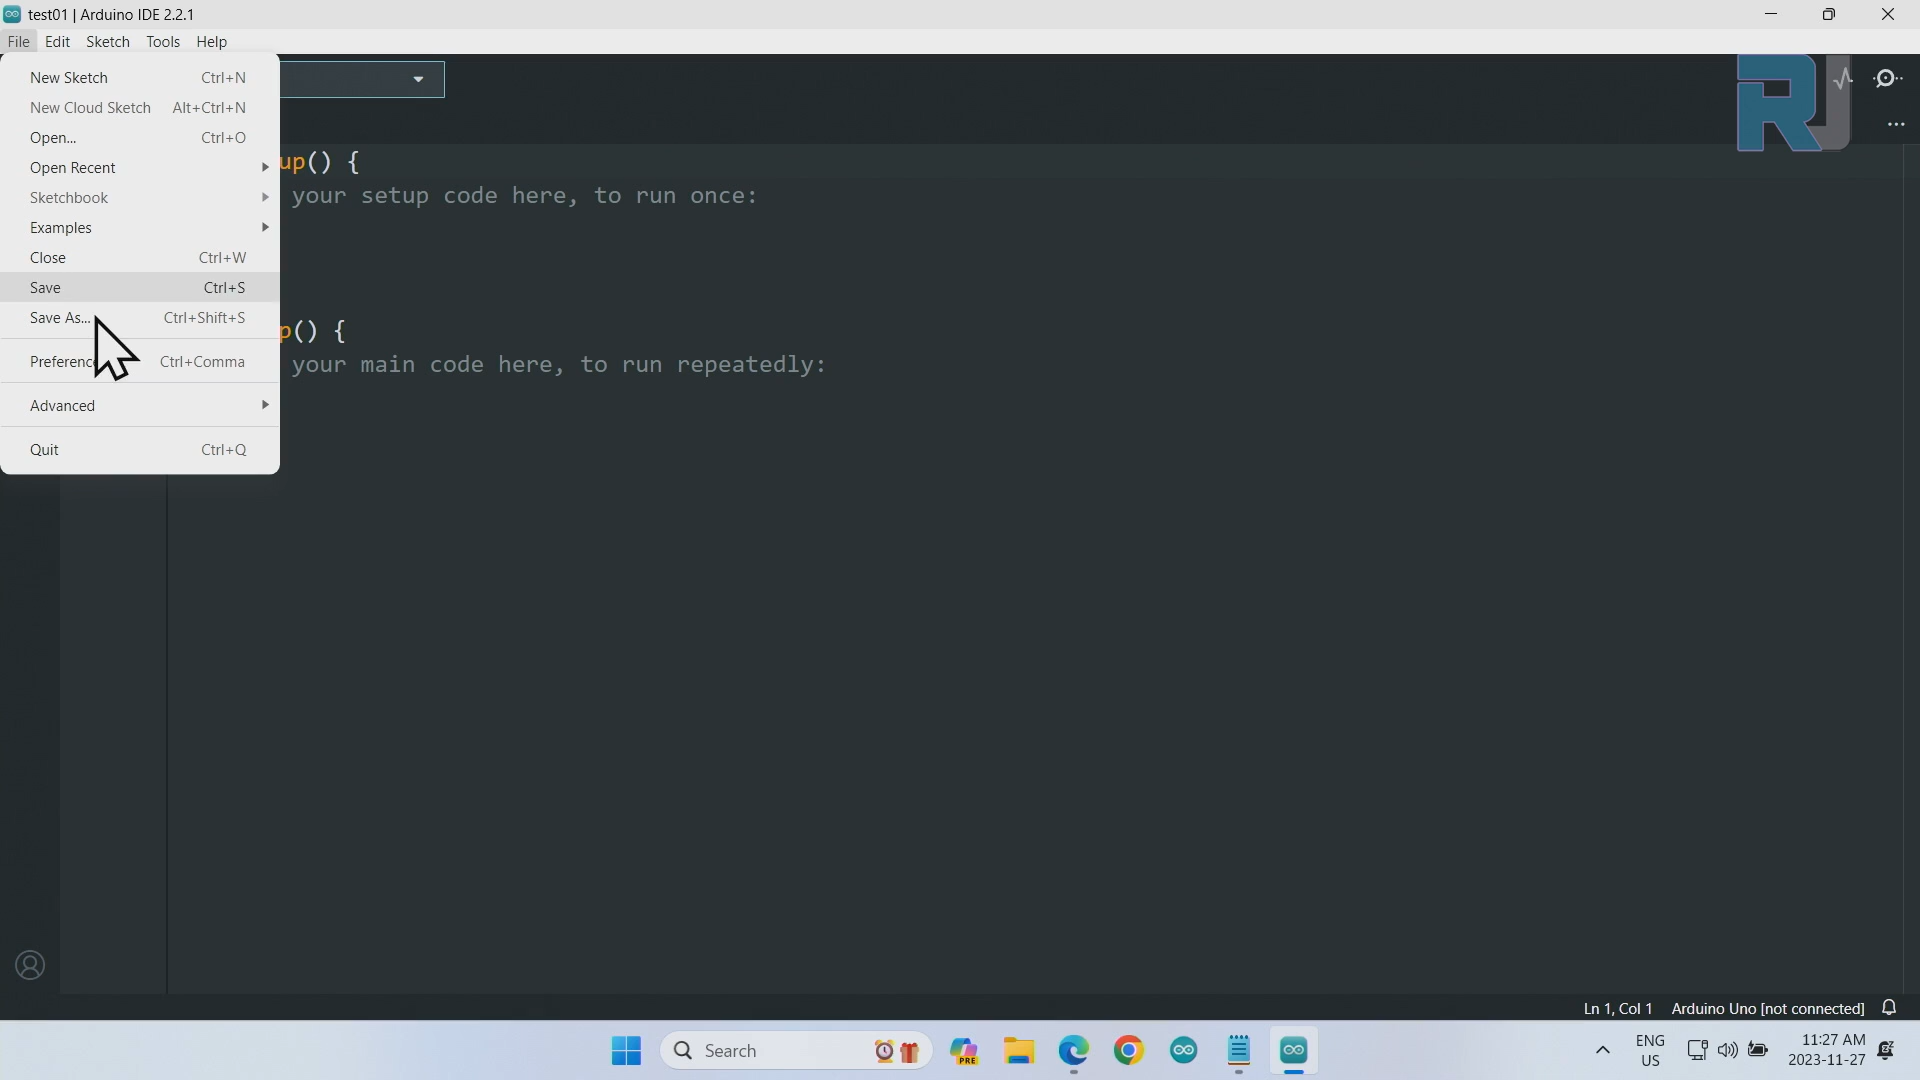 test01 | Arduino IDE 2.2.1
File Edit Sketch Tools Help
New Sketch Ctrl+N
New Cloud Sketch Alt+Ctrl+N
Open... Ctrl+O
Open Recent
Sketchbook
Examples
Close Ctrl+W
Save Ctrl+S
Save As... Ctrl+Shift+S
Preferenc Ctrl+Comma
Advanced
Quit Ctrl+Q
RJ
up() {
your setup code here, to run once:
p() {
your main code here, to run repeatedly:
Ln 1, Col 1 Arduino Uno [not connected]
Search
PRE
ENG
US
11:27 AM
2023-11-27